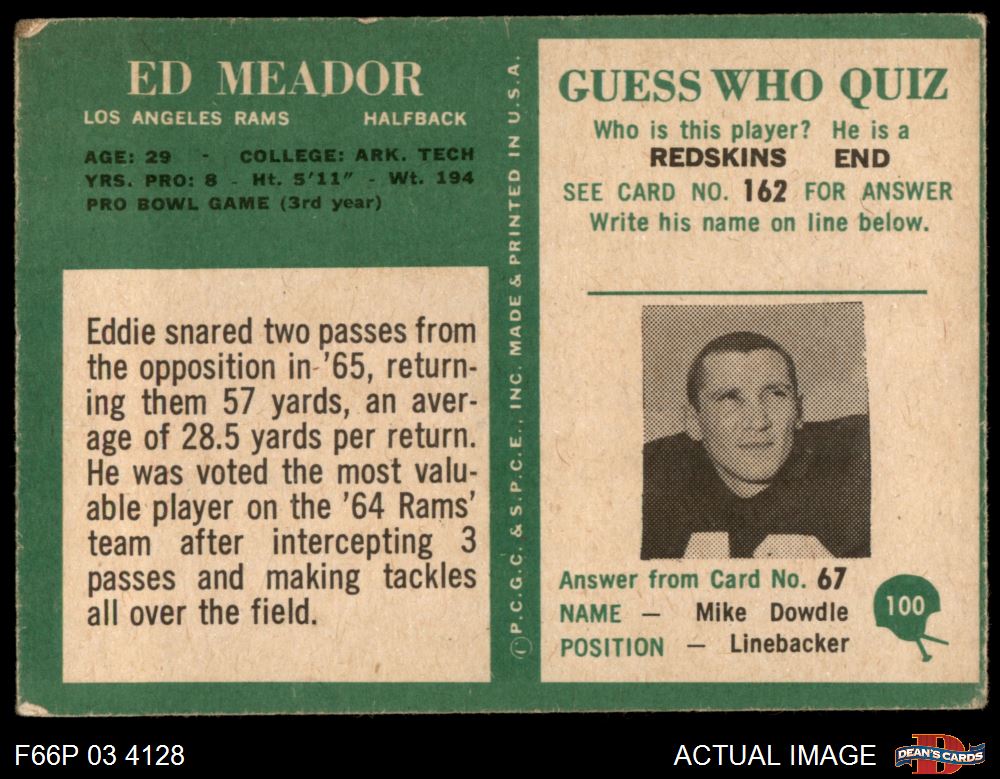 ED MEADOR
LOS ANGELES RAMS HALFBACK
AGE: 29 - COLLEGE: ARK. TECH
YRS. PRO: 8 - Ht. 5'11" - Wt. 194
PRO BOWL GAME (3rd year)
Eddie snared two passes from
the opposition in '65, return-
ing them 57 yards, an aver-
age of 28.5 yards per return.
He was voted the most valu-
able player on the '64 Rams'
team after intercepting 3
passes and making tackles
all over the field.
Ⓟ P.C.G.C. & S.P.C.E., INC. MADE & PRINTED IN U.S.A.
GUESS WHO QUIZ
Who is this player? He is a
REDSKINS END
SEE CARD NO. 162 FOR ANSWER
Write his name on line below.
Answer from Card No. 67
NAME — Mike Dowdle
POSITION — Linebacker
100
F66P 03 4128
ACTUAL IMAGE
DEAN'S CARDS